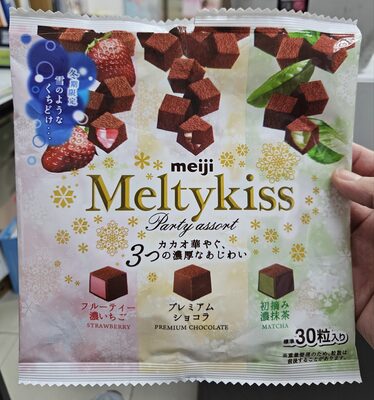 冬期限定
雪のような
くちどけ…
meiji
Meltykiss
Party assort
カカオ華やぐ、
3つの濃厚なあじわい
フルーティー
濃いちご
STRAWBERRY
プレミアム
ショコラ
PREMIUM CHOCOLATE
初摘み
濃抹茶
MATCHA
標準30粒入り